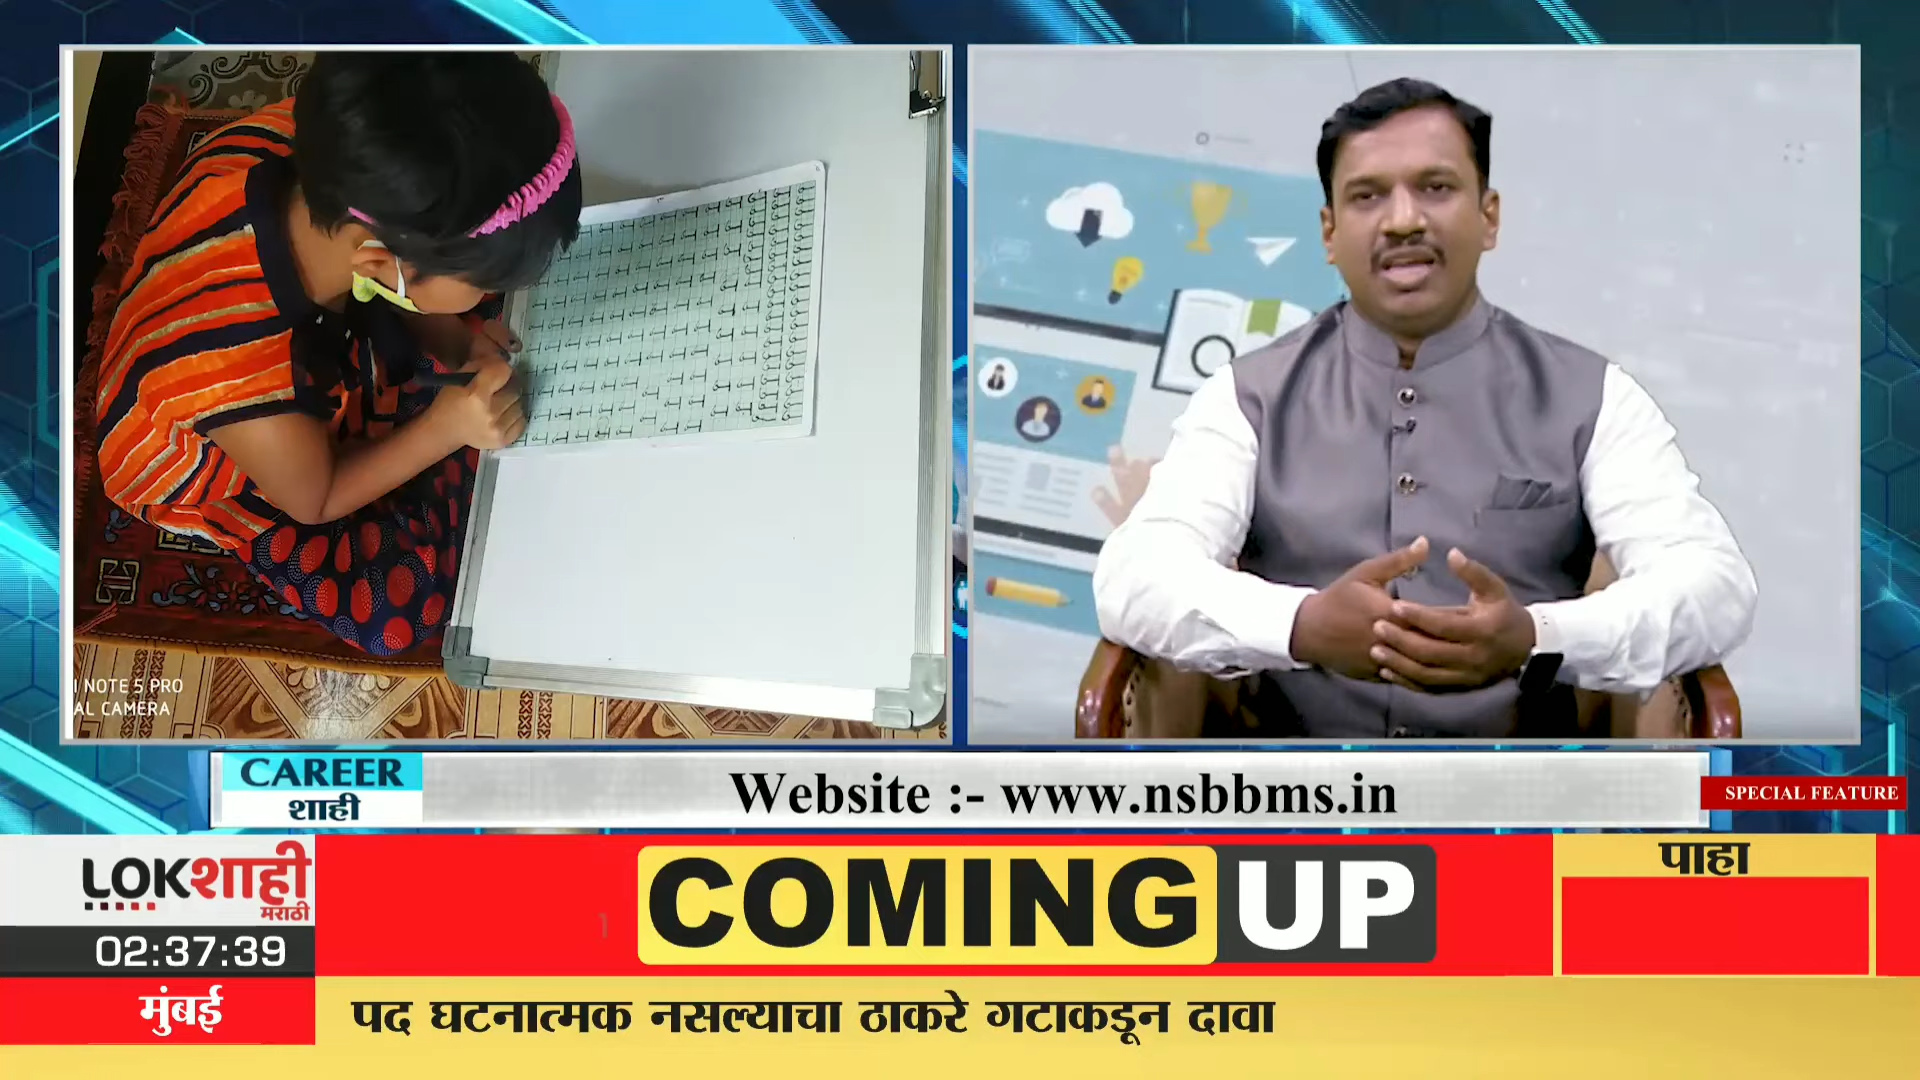 I NOTE 5 PRO
AL CAMERA
CAREER
शाही
Website :- www.nsbbms.in
SPECIAL FEATURE
LOKशाही
मराठी
02:37:39
COMING UP
पाहा
मुंबई
पद घटनात्मक नसल्याचा ठाकरे गटाकडून दावा